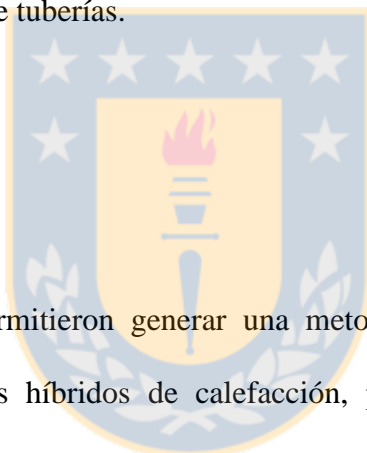 e tuberías.
rmitieron generar una meto
s híbridos de calefacción, p